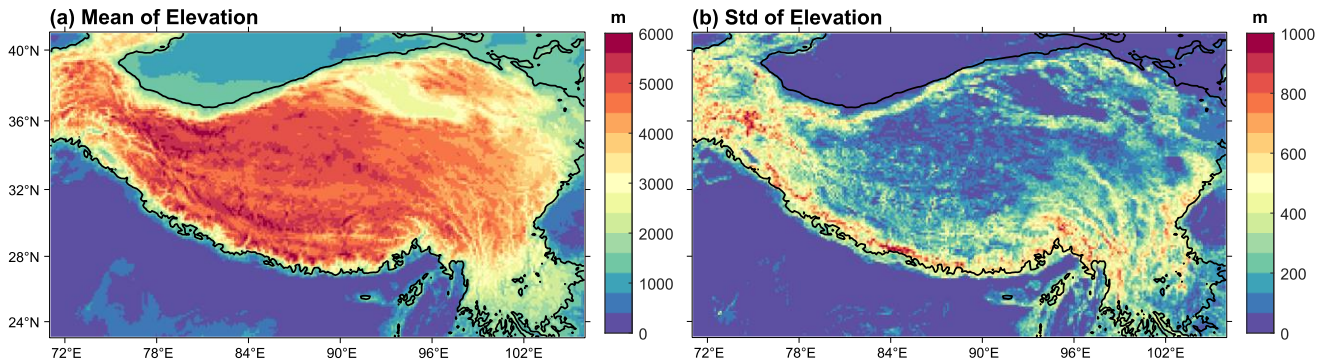 (a) Mean of Elevation
m
40°N
36°N
32°N
28°N
24°N
72°E 78°E 84°E 90°E 96°E 102°E
6000
5000
4000
3000
2000
1000
0
(b) Std of Elevation
m
72°E 78°E 84°E 90°E 96°E 102°E
1000
800
600
400
200
0